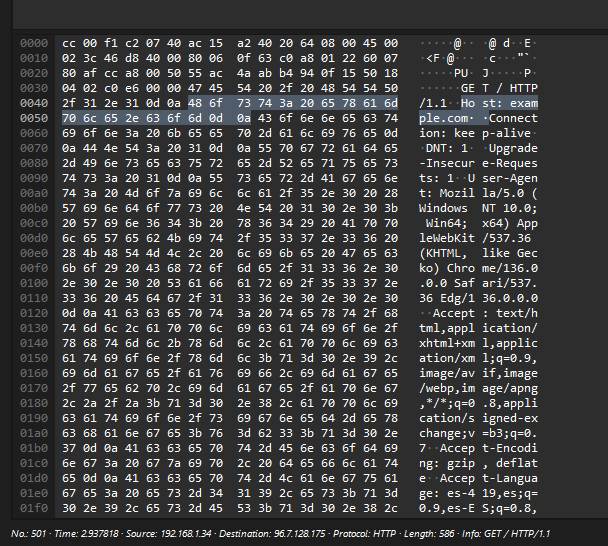 0000 cc 00 f1 c2 07 40 ac 15 a2 40 20 64 08 00 45 00 ·····@·· ·@ d··E·
0010 02 3c 46 d8 40 00 80 06 0f 63 c0 a8 01 22 60 07 ·<F·@··· ·c···"`·
0020 80 af cc a8 00 50 55 ac 4a ab b4 94 0f 15 50 18 ·····PU· J·····P·
0030 04 02 c0 e6 00 00 47 45 54 20 2f 20 48 54 54 50 ······GE T / HTTP
0040 2f 31 2e 31 0d 0a 48 6f 73 74 3a 20 65 78 61 6d /1.1··Ho st: exam
0050 70 6c 65 2e 63 6f 6d 0d 0a 43 6f 6e 6e 65 63 74 ple.com· ·Connect
0060 69 6f 6e 3a 20 6b 65 65 70 2d 61 6c 69 76 65 0d ion: kee p-alive·
0070 0a 44 4e 54 3a 20 31 0d 0a 55 70 67 72 61 64 65 ·DNT: 1· ·Upgrade
0080 2d 49 6e 73 65 63 75 72 65 2d 52 65 71 75 65 73 -Insecur e-Reques
0090 74 73 3a 20 31 0d 0a 55 73 65 72 2d 41 67 65 6e ts: 1··U ser-Agen
00a0 74 3a 20 4d 6f 7a 69 6c 6c 61 2f 35 2e 30 20 28 t: Mozil la/5.0 (
00b0 57 69 6e 64 6f 77 73 20 4e 54 20 31 30 2e 30 3b Windows  NT 10.0;
00c0 20 57 69 6e 36 34 3b 20 78 36 34 29 20 41 70 70 Win64;  x64) App
00d0 6c 65 57 65 62 4b 69 74 2f 35 33 37 2e 33 36 20 leWebKit /537.36
00e0 28 4b 48 54 4d 4c 2c 20 6c 69 6b 65 20 47 65 63 (KHTML,  like Gec
00f0 6b 6f 29 20 43 68 72 6f 6d 65 2f 31 33 36 2e 30 ko) Chro me/136.0
0100 2e 30 2e 30 20 53 61 66 61 72 69 2f 35 33 37 2e .0.0 Saf ari/537.
0110 33 36 20 45 64 67 2f 31 33 36 2e 30 2e 30 2e 30 36 Edg/1 36.0.0.0
0120 0d 0a 41 63 63 65 70 74 3a 20 74 65 78 74 2f 68 ··Accept : text/h
0130 74 6d 6c 2c 61 70 70 6c 69 63 61 74 69 6f 6e 2f tml,appl ication/
0140 78 68 74 6d 6c 2b 78 6d 6c 2c 61 70 70 6c 69 63 xhtml+xm l,applic
0150 61 74 69 6f 6e 2f 78 6d 6c 3b 71 3d 30 2e 39 2c ation/xm l;q=0.9,
0160 69 6d 61 67 65 2f 61 76 69 66 2c 69 6d 61 67 65 image/av if,image
0170 2f 77 65 62 70 2c 69 6d 61 67 65 2f 61 70 6e 67 /webp,im age/apng
0180 2c 2a 2f 2a 3b 71 3d 30 2e 38 2c 61 70 70 6c 69 ,*/*;q=0 .8,appli
0190 63 61 74 69 6f 6e 2f 73 69 67 6e 65 64 2d 65 78 cation/s igned-ex
01a0 63 68 61 6e 67 65 3b 76 3d 62 33 3b 71 3d 30 2e change;v =b3;q=0.
01b0 37 0d 0a 41 63 63 65 70 74 2d 45 6e 63 6f 64 69 7··Accep t-Encodi
01c0 6e 67 3a 20 67 7a 69 70 2c 20 64 65 66 6c 61 74 ng: gzip , deflat
01d0 65 0d 0a 41 63 63 65 70 74 2d 4c 61 6e 67 75 61 e··Accep t-Langua
01e0 67 65 3a 20 65 73 2d 34 31 39 2c 65 73 3b 71 3d ge: es-4 19,es;q=
01f0 30 2e 39 2c 65 73 2d 45 53 3b 71 3d 30 2e 38 2c 0.9,es-E S;q=0.8,
No.: 501 · Time: 2.937818 · Source: 192.168.1.34 · Destination: 96.7.128.175 · Protocol: HTTP · Length: 586 · Info: GET / HTTP/1.1